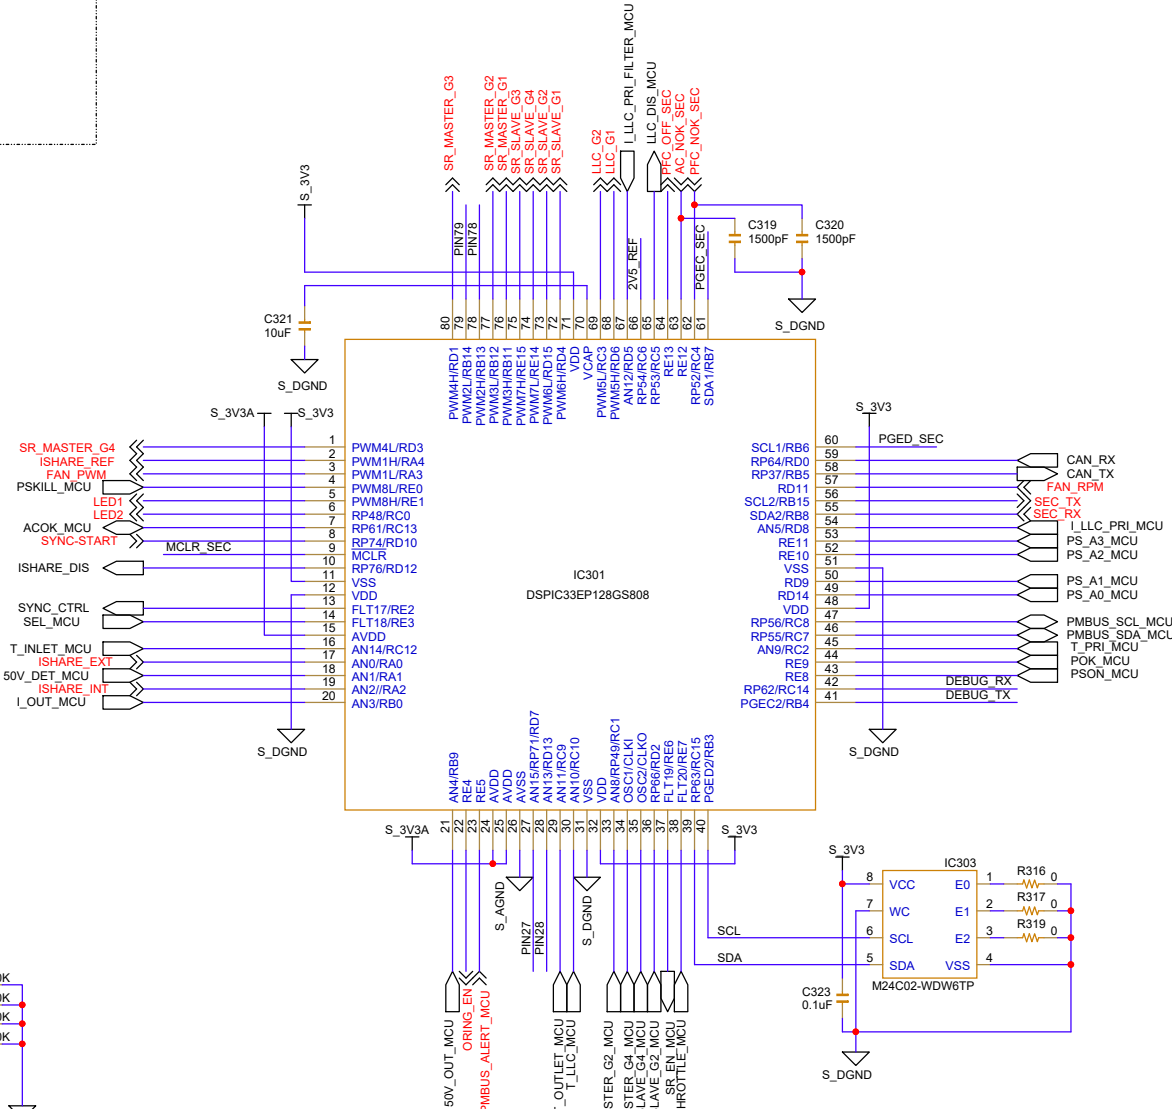 SR_MASTER_G3
SR_MASTER_G2
SR_MASTER_G1
SR_SLAVE_G3
SR_SLAVE_G4
SR_SLAVE_G2
SR_SLAVE_G1
LLC_G2
LLC_G1
I_LLC_PRI_FILTER_MCU
LLC_DIS_MCU
PFC_OFF_SEC
AC_NOK_SEC
PFC_NOK_SEC
S_3V3
PIN79
PIN78
2V5_REF
PGEC_SEC
C319
1500pF
C320
1500pF
S_DGND
C321
10uF
S_DGND
80
79
78
77
76
75
74
73
72
71
70
69
68
67
66
65
64
63
62
61
PWM4H/RD1
PWM2L/RB14
PWM2H/RB13
PWM3L/RB12
PWM3H/RB11
PWM7H/RE15
PWM7L/RE14
PWM6L/RD15
PWM6H/RD4
VDD
VCAP
PWM5L/RC3
PWM5H/RD6
AN12/RD5
RP54/RC6
RP53/RC5
RE13
RE12
RP52/RC4
SDA1/RB7
S_3V3A
S_3V3
SR_MASTER_G4 1 PWM4L/RD3
ISHARE_REF 2 PWM1H/RA4
FAN_PWM 3 PWM1L/RA3
PSKILL_MCU 4 PWM8L/RE0
LED1 5 PWM8H/RE1
LED2 6 RP48/RC0
ACOK_MCU 7 RP61/RC13
SYNC-START 8 RP74/RD10
MCLR_SEC 9 MCLR
ISHARE_DIS 10 RP76/RD12
11 VSS
12 VDD
SYNC_CTRL 13 FLT17/RE2
SEL_MCU 14 FLT18/RE3
15 AVDD
T_INLET_MCU 16 AN14/RC12
ISHARE_EXT 17 AN0/RA0
50V_DET_MCU 18 AN1/RA1
ISHARE_INT 19 AN2//RA2
I_OUT_MCU 20 AN3/RB0
S_DGND
IC301
DSPIC33EP128GS808
S_3V3
SCL1/RB6 60 PGED_SEC
RP64/RD0 59 CAN_RX
RP37/RB5 58 CAN_TX
RD11 57 FAN_RPM
SCL2/RB15 56 SEC_TX
SDA2/RB8 55 SEC_RX
AN5/RD8 54 I_LLC_PRI_MCU
RE11 53 PS_A3_MCU
RE10 52 PS_A2_MCU
VSS 51
RD9 50 PS_A1_MCU
RD14 49 PS_A0_MCU
VDD 48
RP56/RC8 47 PMBUS_SCL_MCU
RP55/RC7 46 PMBUS_SDA_MCU
AN9/RC2 45 T_PRI_MCU
RE9 44 POK_MCU
RE8 43 PSON_MCU
RP62/RC14 42 DEBUG_RX
PGEC2/RB4 41 DEBUG_TX
S_DGND
AN4/RB9
RE4
RE5
AVDD
AVDD
AVSS
AN15/RP71/RD7
AN13/RD13
AN11/RC9
AN10/RC10
VSS
VDD
AN8/RP49/RC1
OSC1/CLKI
OSC2/CLKO
RP66/RD2
FLT19/RE6
FLT20/RE7
RP63/RC15
PGED2/RB3
21
22
23
24
25
26
27
28
29
30
31
32
33
34
35
36
37
38
39
40
S_3V3A
S_3V3
S_AGND
PIN27
PIN28
S_DGND
50V_OUT_MCU
ORING_EN
PMBUS_ALERT_MCU
_OUTLET_MCU
T_LLC_MCU
STER_G2_MCU
STER_G4_MCU
LAVE_G4_MCU
LAVE_G2_MCU
SR_EN_MCU
HROTTLE_MCU
SCL
SDA
S_3V3
IC303
8 VCC E0 1 R316 0
7 WC E1 2 R317 0
6 SCL E2 3 R319 0
5 SDA VSS 4
M24C02-WDW6TP
C323
0.1uF
S_DGND
0K
0K
0K
0K